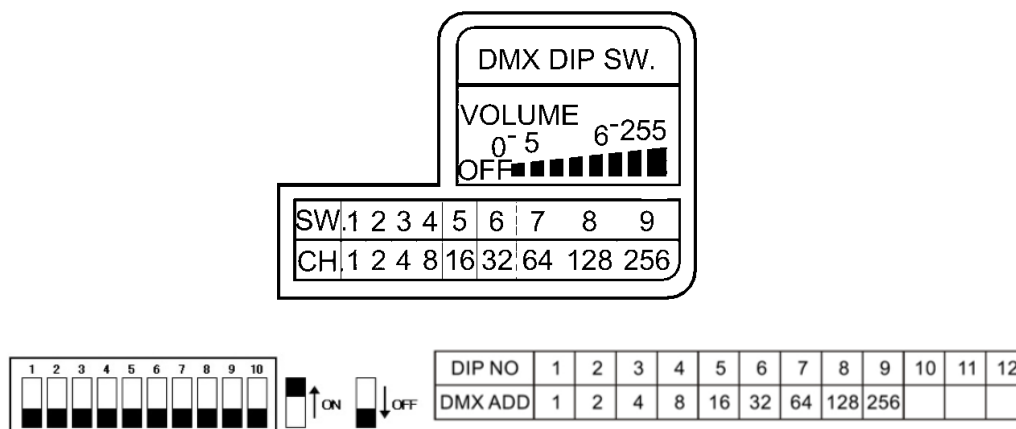 DMX DIP SW.
VOLUME
0-5 6-255
OFF
SW. 1 2 3 4 5 6 7 8 9
CH. 1 2 4 8 16 32 64 128 256
1 2 3 4 5 6 7 8 9 10
ON OFF
DIP NO 1 2 3 4 5 6 7 8 9 10 11 12
DMX ADD 1 2 4 8 16 32 64 128 256